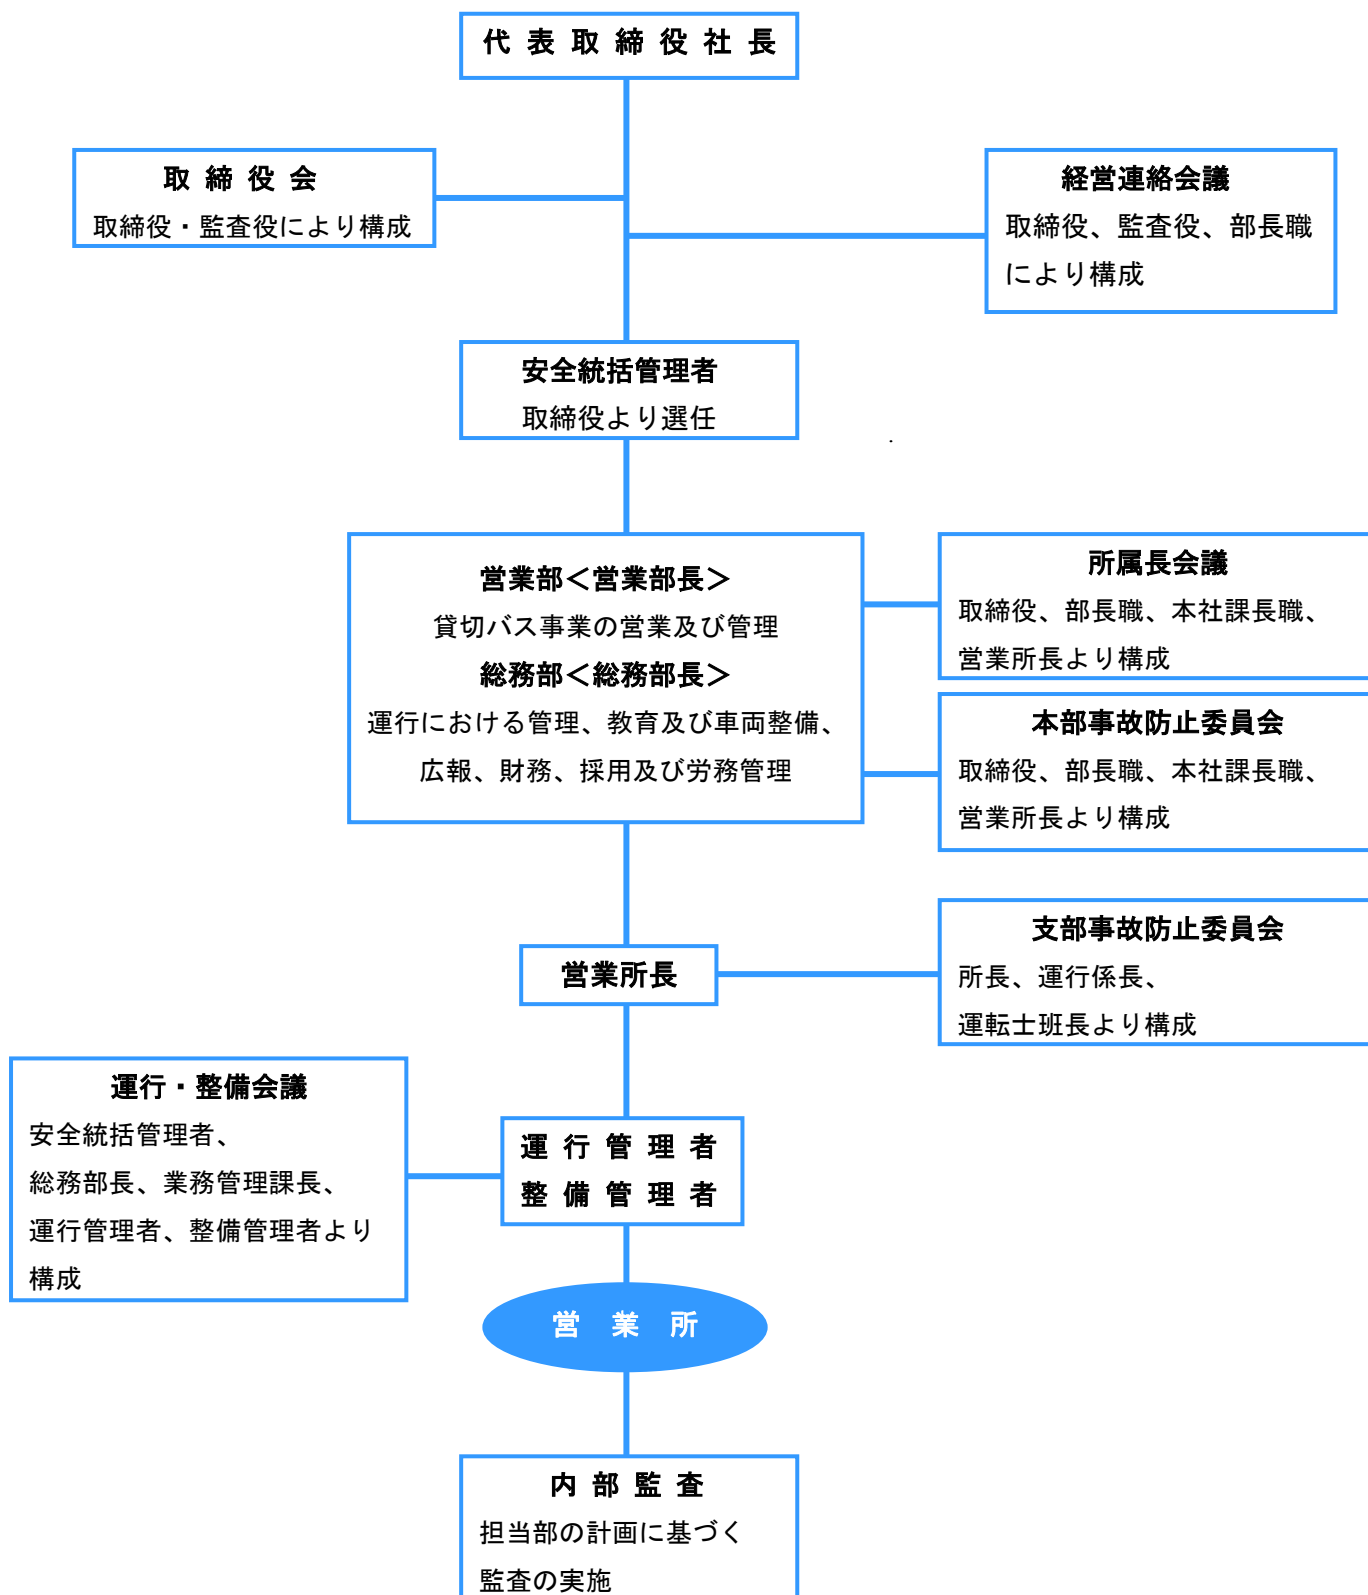 代表取締役社長
取締役会
取締役・監査役により構成
経営連絡会議
取締役、監査役、部長職
により構成
安全統括管理者
取締役より選任
営業部＜営業部長＞
貸切バス事業の営業及び管理
総務部＜総務部長＞
運行における管理、教育及び車両整備、
広報、財務、採用及び労務管理
所属長会議
取締役、部長職、本社課長職、
営業所長より構成
本部事故防止委員会
取締役、部長職、本社課長職、
営業所長より構成
営業所長
支部事故防止委員会
所長、運行係長、
運転士班長より構成
運行・整備会議
安全統括管理者、
総務部長、業務管理課長、
運行管理者、整備管理者より
構成
運行管理者
整備管理者
営業所
内部監査
担当部の計画に基づく
監査の実施